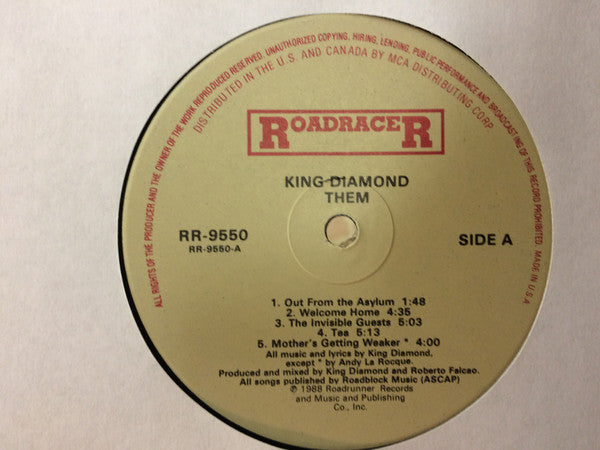 ALL RIGHTS OF THE PRODUCER AND THE OWNER OF THE WORK REPRODUCED RESERVED. UNAUTHORIZED COPYING, HIRING, LENDING, PUBLIC PERFORMANCE AND BROADCASTING OF THIS RECORD PROHIBITED. MADE IN U.S.A
DISTRIBUTED IN THE U.S. AND CANADA BY MCA DISTRIBUTING CORP.
ROADRACER
KING DIAMOND
THEM
RR-9550
RR-9550-A
SIDE A
1. Out From the Asylum 1:48
2. Welcome Home 4:35
3. The Invisible Guests 5:03
4. Tea 5:13
5. Mother's Getting Weaker * 4:00
All music and lyrics by King Diamond,
except * by Andy La Rocque.
Produced and mixed by King Diamond and Roberto Falcao.
All songs published by Roadblock Music (ASCAP)
℗ 1988 Roadrunner Records
and Music and Publishing
Co., Inc.